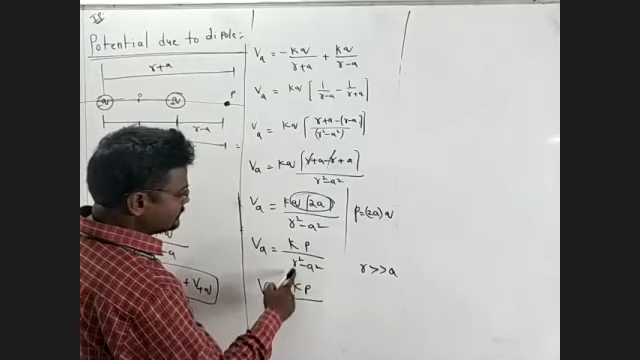 Potential due to dipole:-
r+a
-q
q
P
r-a
Va = - kq/(r+a) + kq/(r-a)
Va = kq [ 1/(r-a) - 1/(r+a) ]
Va = kq [ (r+a-(r-a))/(r²-a²) ]
Va = kq [ r+a-r+a ]/(r²-a²)
Va = kq(2a)/(r²-a²)
P=(2a)q
Va = k p/(r²-a²)
r>>a
kp